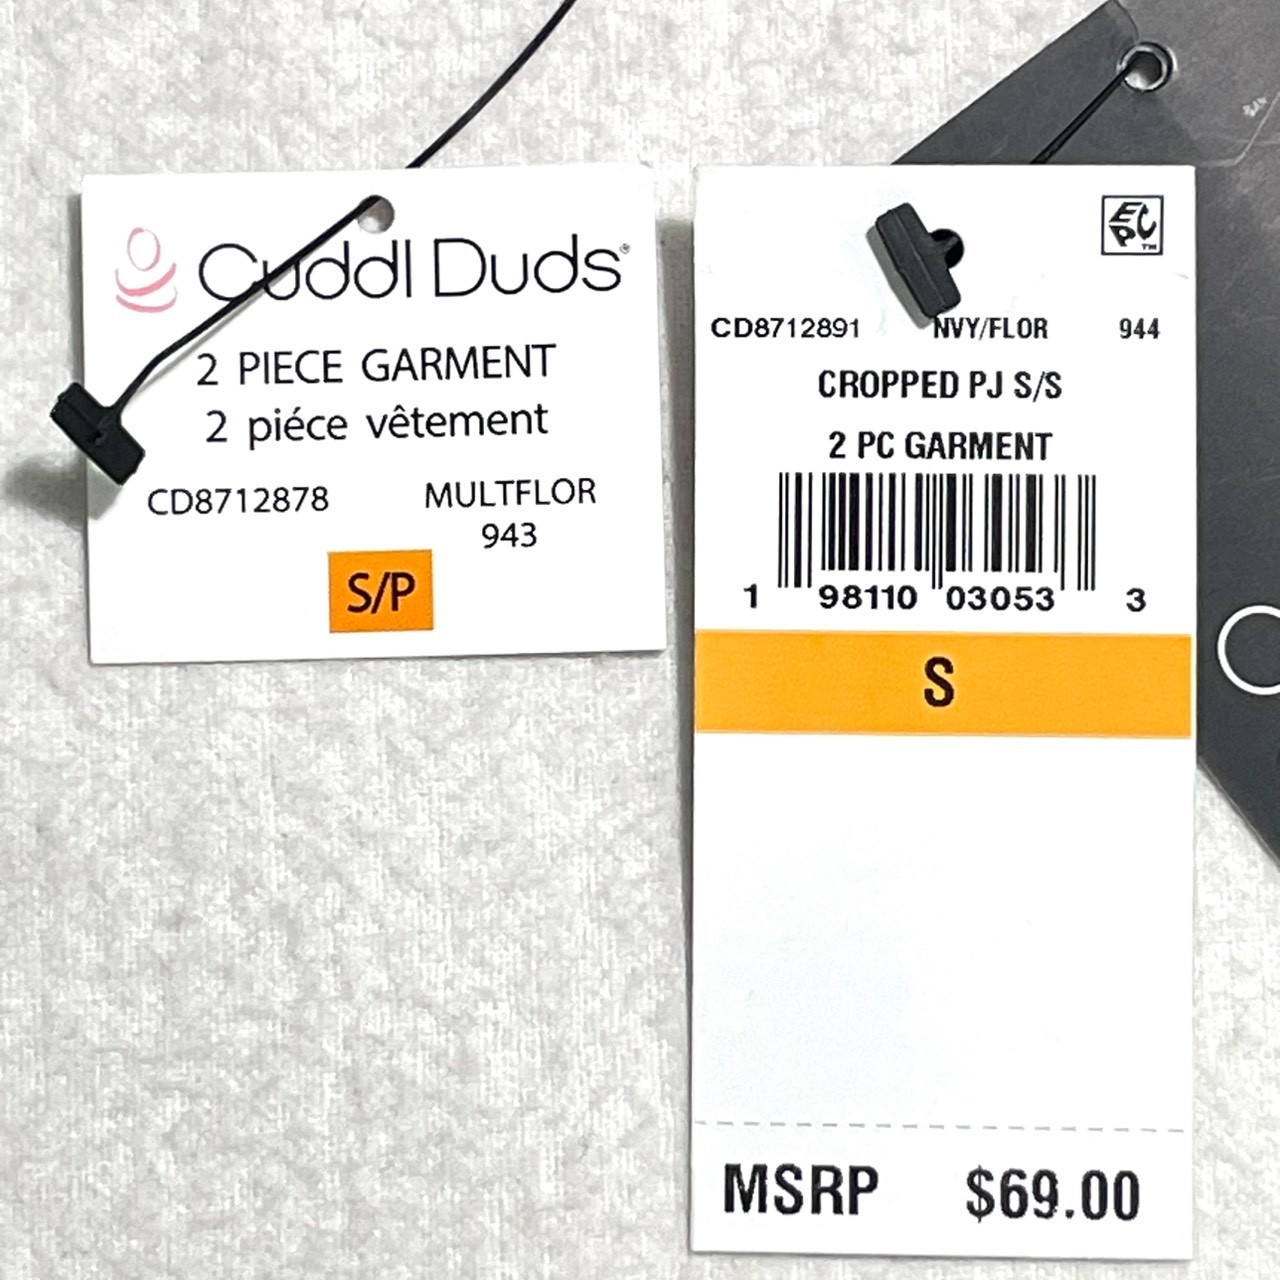 Cuddl Duds®
2 PIECE GARMENT
2 piéce vêtement
CD8712878 MULTFLOR
943
S/P
EPC™
CD8712891 NVY/FLOR 944
CROPPED PJ S/S
2 PC GARMENT
1 98110 03053 3
S
MSRP $69.00